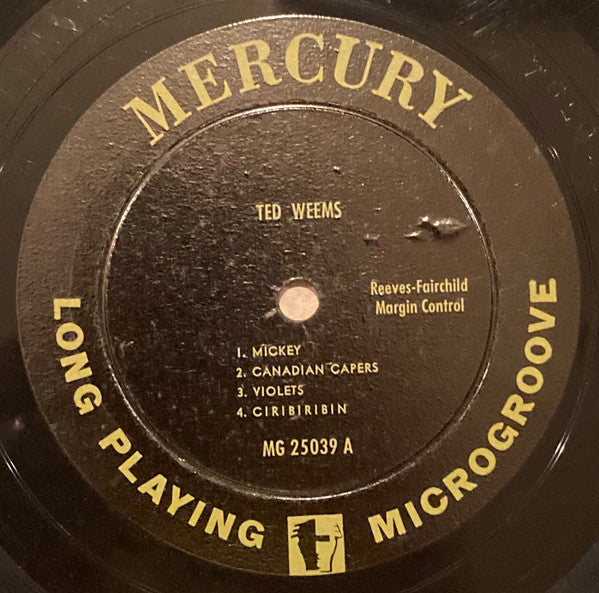 MERCURY
TED WEEMS
Reeves-Fairchild
Margin Control
1. MICKEY
2. CANADIAN CAPERS
3. VIOLETS
4. CIRIBIRIBIN
MG 25039 A
LONG PLAYING MICROGROOVE